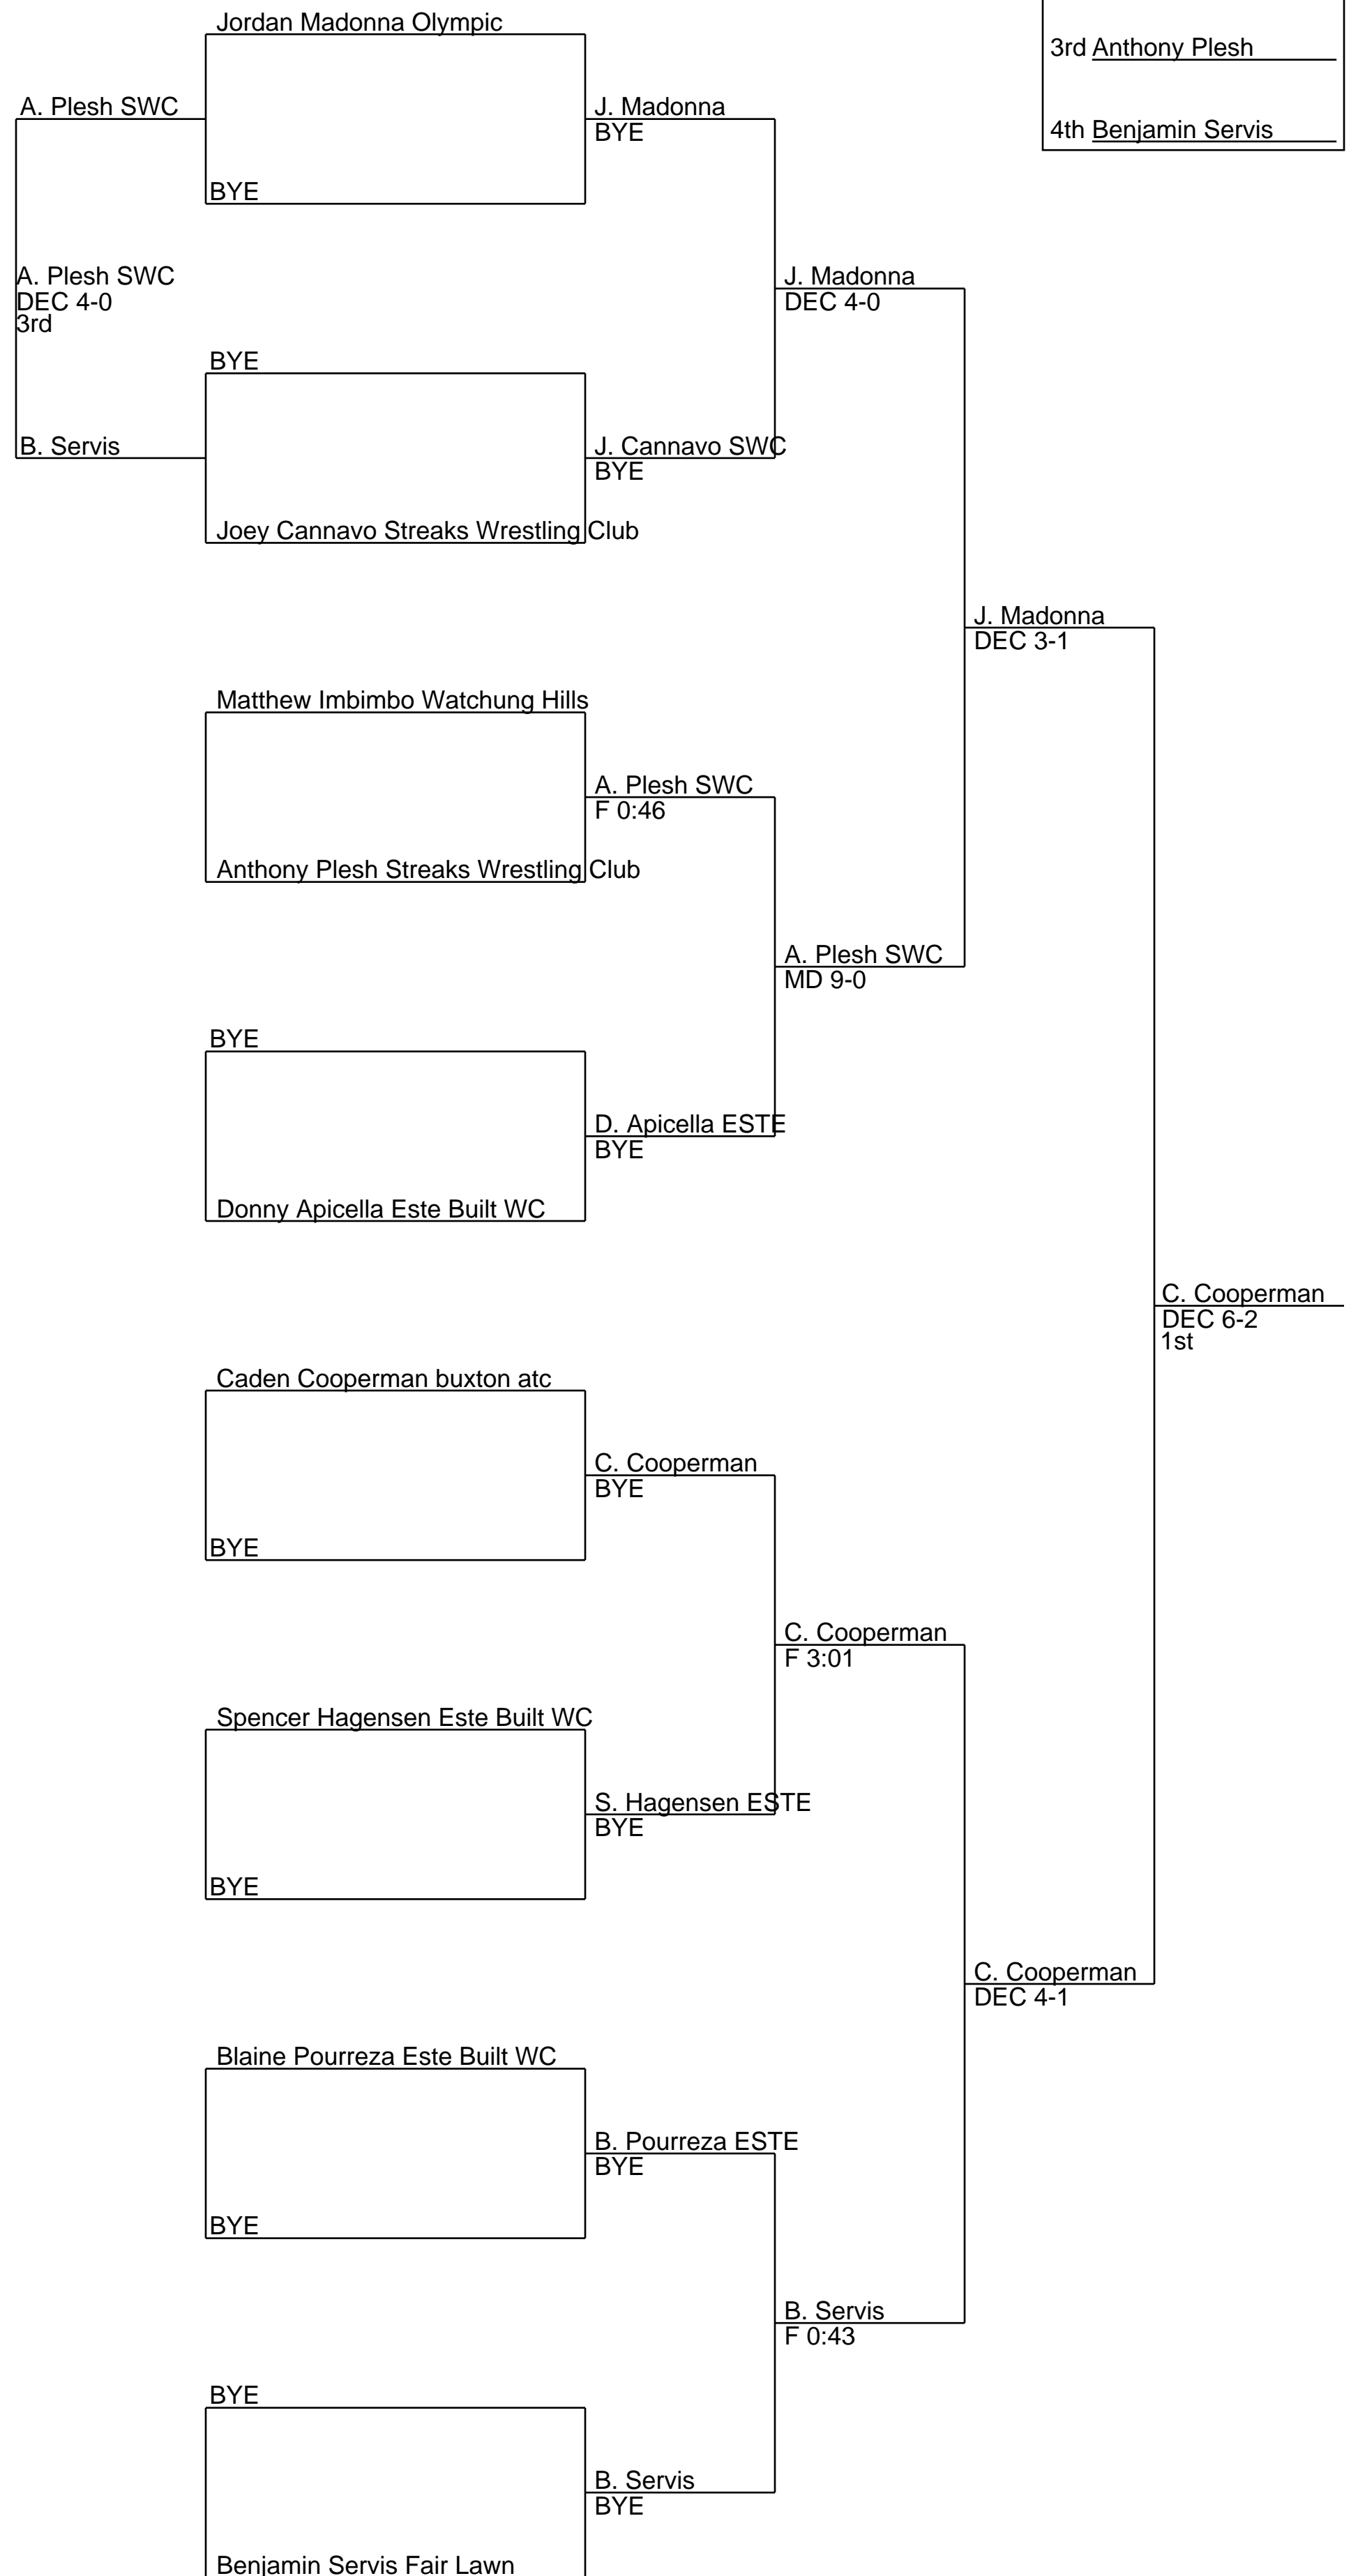 Jordan Madonna Olympic
3rd Anthony Plesh
A. Plesh SWC
J. Madonna
BYE
4th Benjamin Servis
BYE
A. Plesh SWC
DEC 4-0
3rd
J. Madonna
DEC 4-0
BYE
B. Servis
J. Cannavo SWC
BYE
Joey Cannavo Streaks Wrestling Club
J. Madonna
DEC 3-1
Matthew Imbimbo Watchung Hills
A. Plesh SWC
F 0:46
Anthony Plesh Streaks Wrestling Club
A. Plesh SWC
MD 9-0
BYE
D. Apicella ESTE
BYE
Donny Apicella Este Built WC
C. Cooperman
DEC 6-2
1st
Caden Cooperman buxton atc
C. Cooperman
BYE
BYE
C. Cooperman
F 3:01
Spencer Hagensen Este Built WC
S. Hagensen ESTE
BYE
BYE
C. Cooperman
DEC 4-1
Blaine Pourreza Este Built WC
B. Pourreza ESTE
BYE
BYE
B. Servis
F 0:43
BYE
B. Servis
BYE
Benjamin Servis Fair Lawn